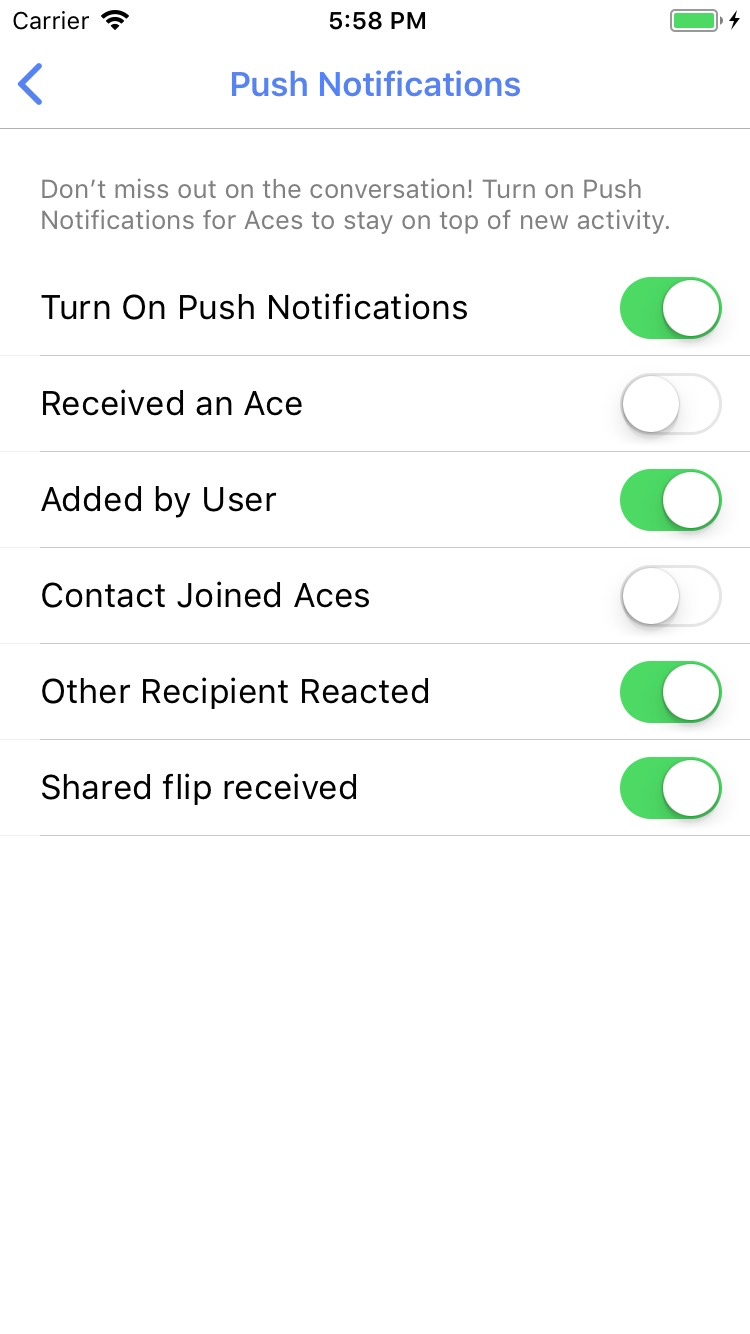 Carrier 5:58 PM
Push Notifications
Don’t miss out on the conversation! Turn on Push
Notifications for Aces to stay on top of new activity.
Turn On Push Notifications
Received an Ace
Added by User
Contact Joined Aces
Other Recipient Reacted
Shared flip received